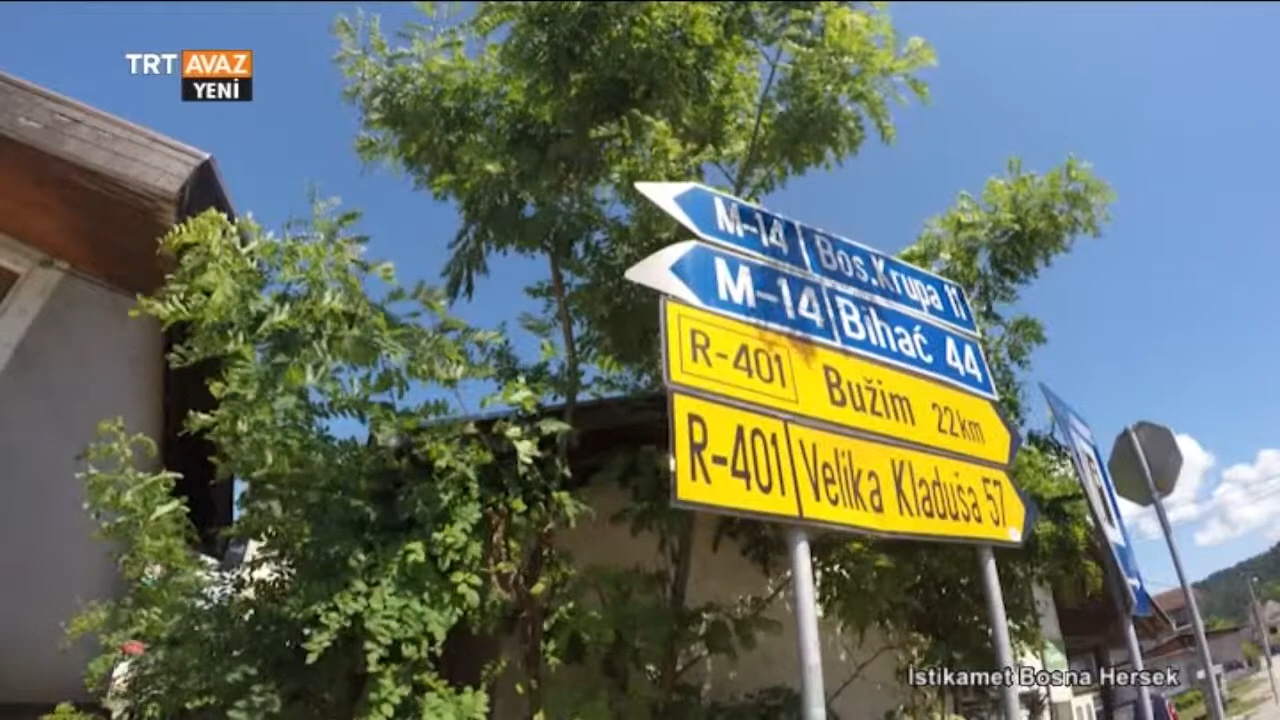 TRT AVAZ
YENİ
M-14 Bos.Krupa 11
M-14 Bihać 44
R-401 Bužim 22km
R-401 Velika Kladuša 57
İstikamet Bosna Hersek